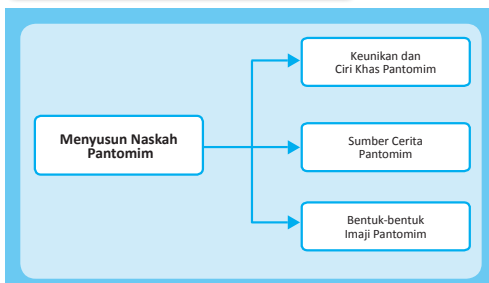 Menyusun Naskah
Pantomim
Keunikan dan
Ciri Khas Pantomim
Sumber Cerita
Pantomim
Bentuk-bentuk
Imaji Pantomim